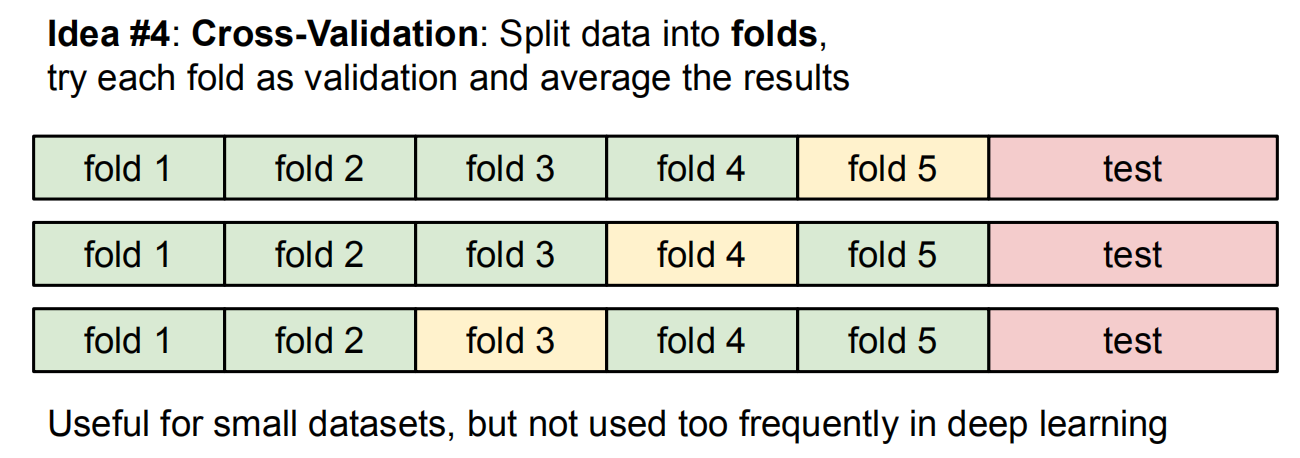 Idea #4: Cross-Validation: Split data into folds,
try each fold as validation and average the results
fold 1 fold 2 fold 3 fold 4 fold 5 test
fold 1 fold 2 fold 3 fold 4 fold 5 test
fold 1 fold 2 fold 3 fold 4 fold 5 test
Useful for small datasets, but not used too frequently in deep learning